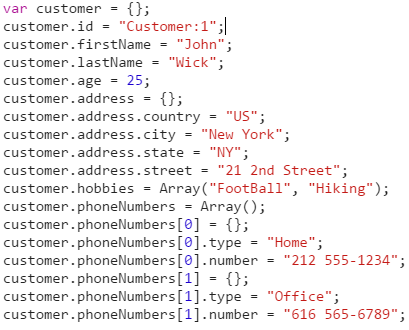 var customer = {};
customer.id = "Customer:1";
customer.firstName = "John";
customer.lastName = "Wick";
customer.age = 25;
customer.address = {};
customer.address.country = "US";
customer.address.city = "New York";
customer.address.state = "NY";
customer.address.street = "21 2nd Street";
customer.hobbies = Array("FootBall", "Hiking");
customer.phoneNumbers = Array();
customer.phoneNumbers[0] = {};
customer.phoneNumbers[0].type = "Home";
customer.phoneNumbers[0].number = "212 555-1234";
customer.phoneNumbers[1] = {};
customer.phoneNumbers[1].type = "Office";
customer.phoneNumbers[1].number = "616 565-6789";